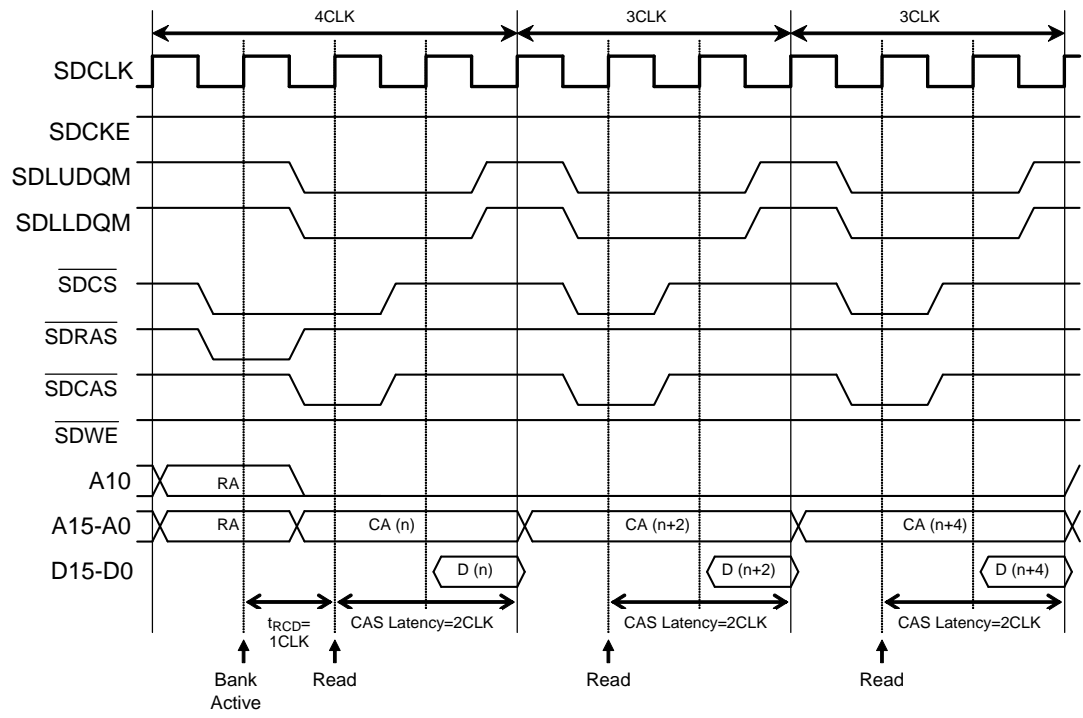 4CLK 3CLK 3CLK
SDCLK
SDCKE
SDLUDQM
SDLLDQM
SDCS
SDRAS
SDCAS
SDWE
A10 RA
A15-A0 RA CA (n) CA (n+2) CA (n+4)
D15-D0 D (n) D (n+2) D (n+4)
tRCD= CAS Latency=2CLK CAS Latency=2CLK CAS Latency=2CLK
1CLK
Bank Read Read Read
Active